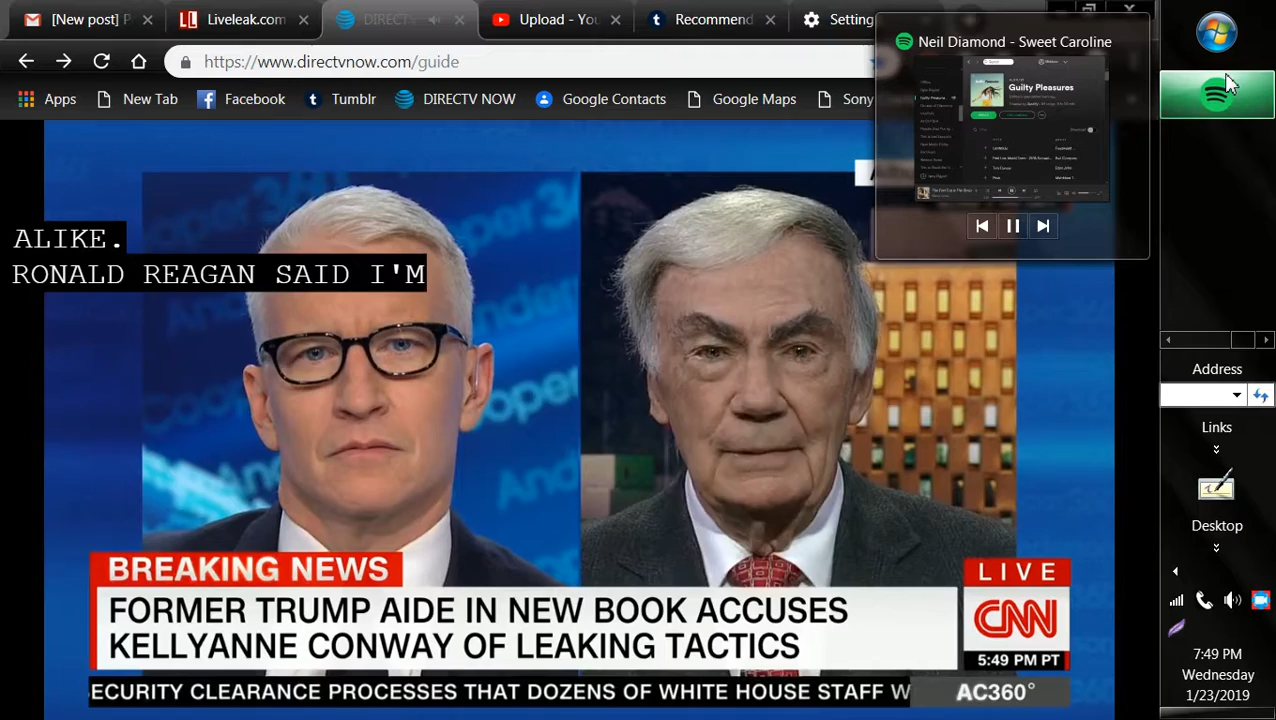 [New post] P
Liveleak.com
DIRECTV
Upload - You
Recommend
Setting
https://www.directvnow.com/guide
Apps
New Tab
Facebook
Tumblr
DIRECTV NOW
Google Contacts
Google Maps
Sony
Neil Diamond - Sweet Caroline
Guilty Pleasures
ALIKE.
RONALD REAGAN SAID I'M
BREAKING NEWS
FORMER TRUMP AIDE IN NEW BOOK ACCUSES
KELLYANNE CONWAY OF LEAKING TACTICS
LIVE
CNN
5:49 PM PT
ECURITY CLEARANCE PROCESSES THAT DOZENS OF WHITE HOUSE STAFF W
AC360°
Address
Links
Desktop
7:49 PM
Wednesday
1/23/2019